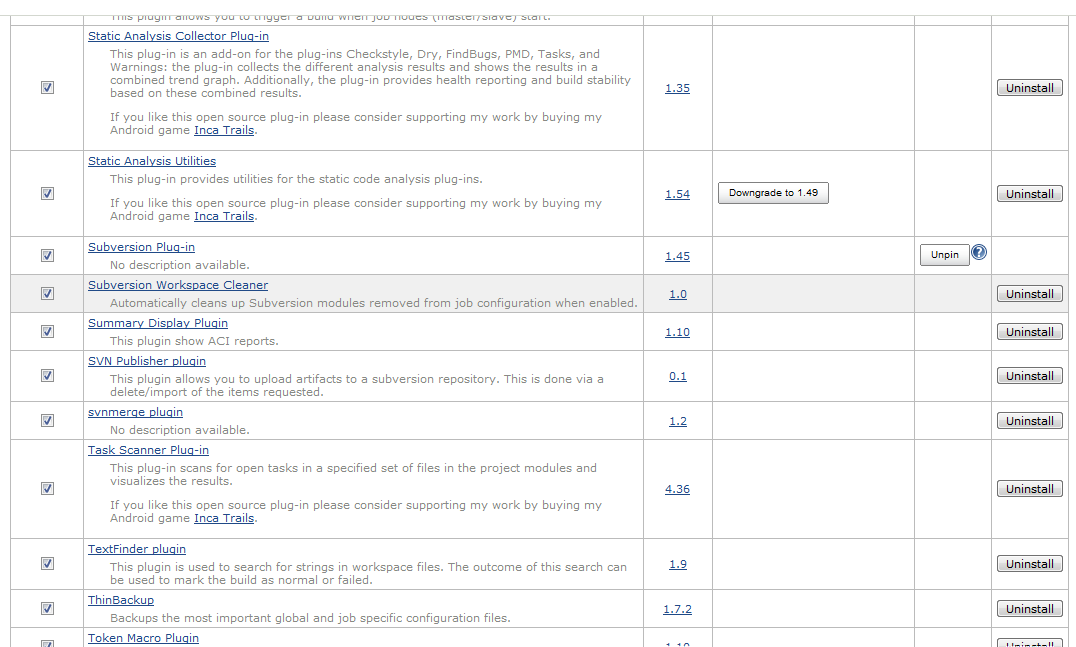 This plugin allows you to trigger a build when job nodes (master/slave) start.
Static Analysis Collector Plug-in
This plug-in is an add-on for the plug-ins Checkstyle, Dry, FindBugs, PMD, Tasks, and
Warnings: the plug-in collects the different analysis results and shows the results in a
combined trend graph. Additionally, the plug-in provides health reporting and build stability
based on these combined results.
If you like this open source plug-in please consider supporting my work by buying my
Android game Inca Trails.
1.35
Uninstall
Static Analysis Utilities
This plug-in provides utilities for the static code analysis plug-ins.
If you like this open source plug-in please consider supporting my work by buying my
Android game Inca Trails.
1.54
Downgrade to 1.49
Uninstall
Subversion Plug-in
No description available.
1.45
Unpin
?
Subversion Workspace Cleaner
Automatically cleans up Subversion modules removed from job configuration when enabled.
1.0
Uninstall
Summary Display Plugin
This plugin show ACI reports.
1.10
Uninstall
SVN Publisher plugin
This plugin allows you to upload artifacts to a subversion repository. This is done via a
delete/import of the items requested.
0.1
Uninstall
svnmerge plugin
No description available.
1.2
Uninstall
Task Scanner Plug-in
This plug-in scans for open tasks in a specified set of files in the project modules and
visualizes the results.
If you like this open source plug-in please consider supporting my work by buying my
Android game Inca Trails.
4.36
Uninstall
TextFinder plugin
This plugin is used to search for strings in workspace files. The outcome of this search can
be used to mark the build as normal or failed.
1.9
Uninstall
ThinBackup
Backups the most important global and job specific configuration files.
1.7.2
Uninstall
Token Macro Plugin
Uninstall